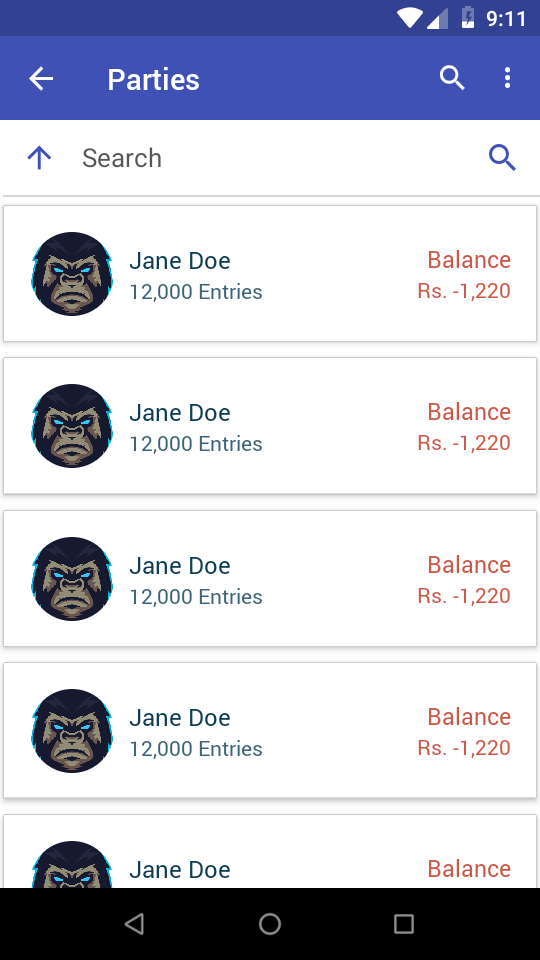 9:11
Parties
Search
Jane Doe
Balance
12,000 Entries
Rs. -1,220
Jane Doe
Balance
12,000 Entries
Rs. -1,220
Jane Doe
Balance
12,000 Entries
Rs. -1,220
Jane Doe
Balance
12,000 Entries
Rs. -1,220
Jane Doe
Balance